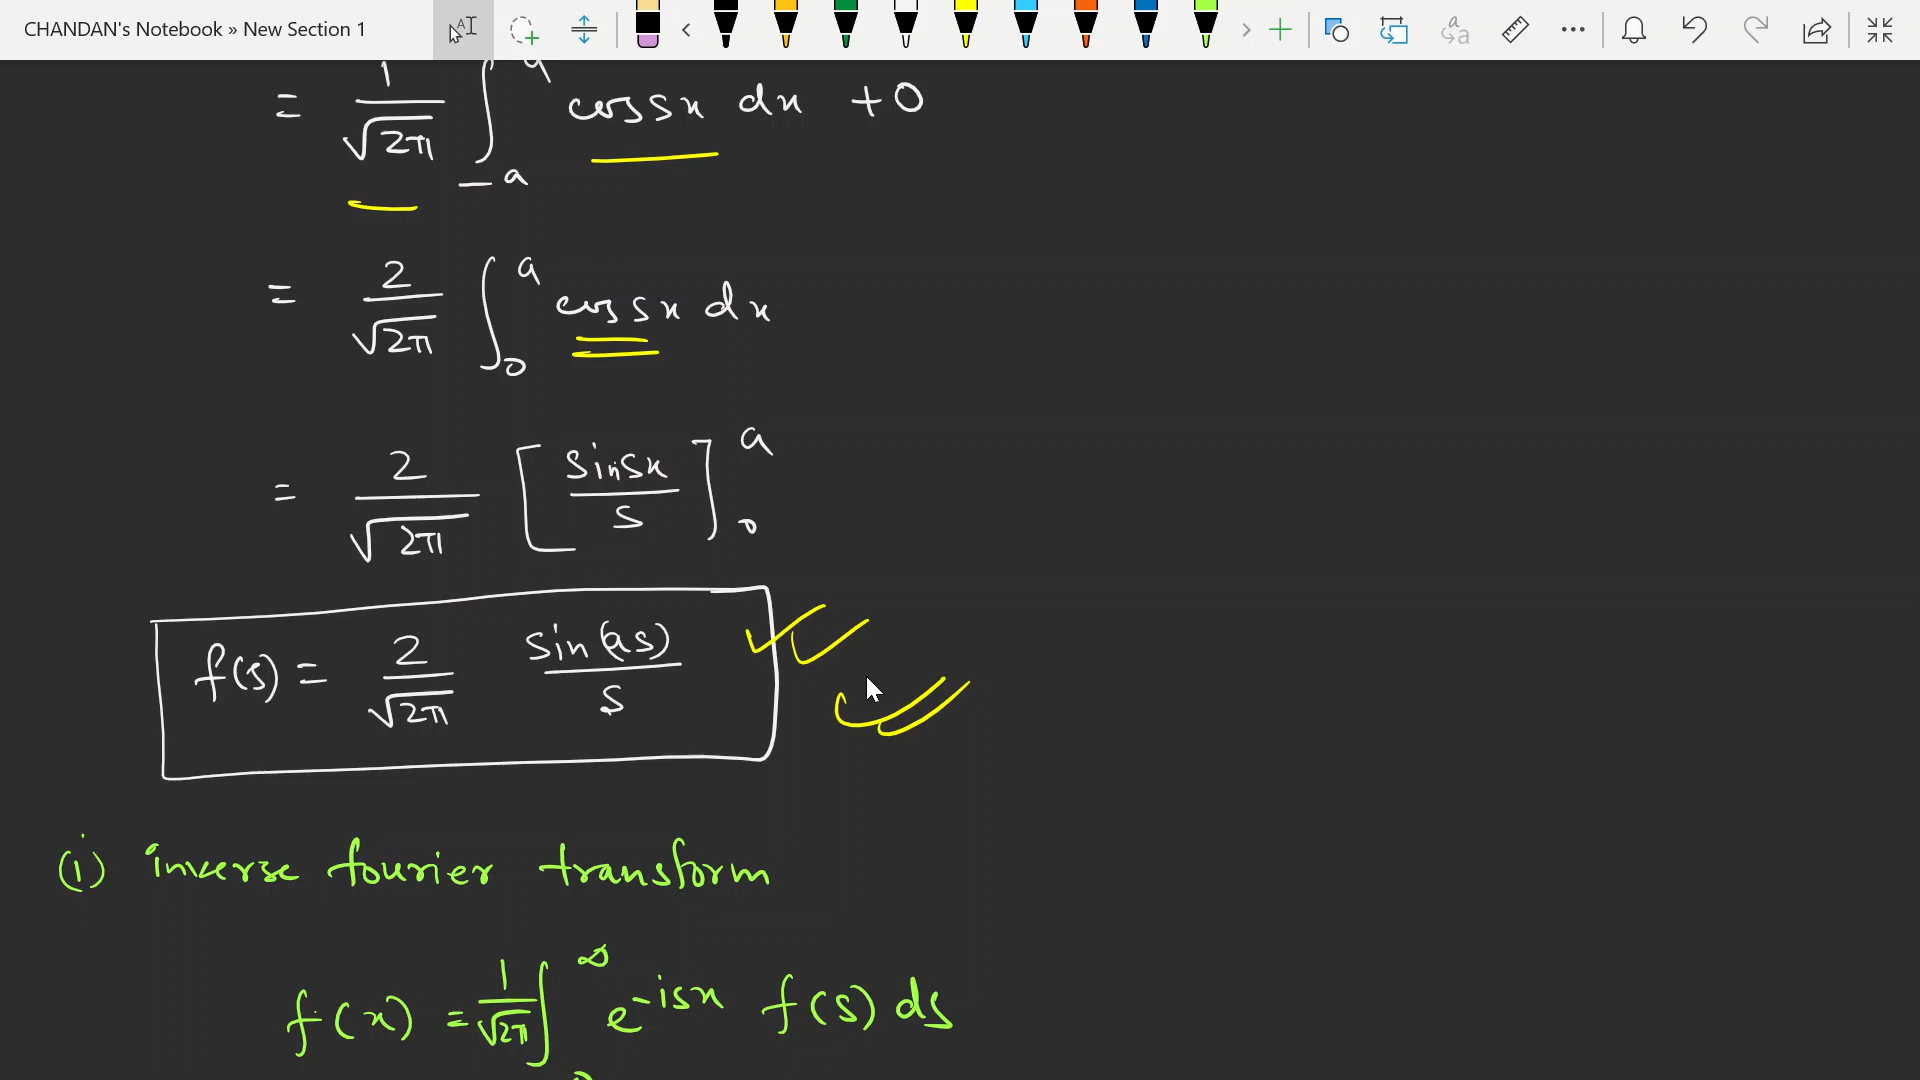 CHANDAN's Notebook » New Section 1
= 1/√2π ∫_{-a}^{a} cos sx dx + 0
= 2/√2π ∫_0^a cos sx dx
= 2/√2π [ sin sx / s ]_0^a
f(s) = 2/√2π sin(as)/s
(i) inverse fourier transform
f(x) = 1/√2π ∫^∞ e^{-isx} f(s) ds